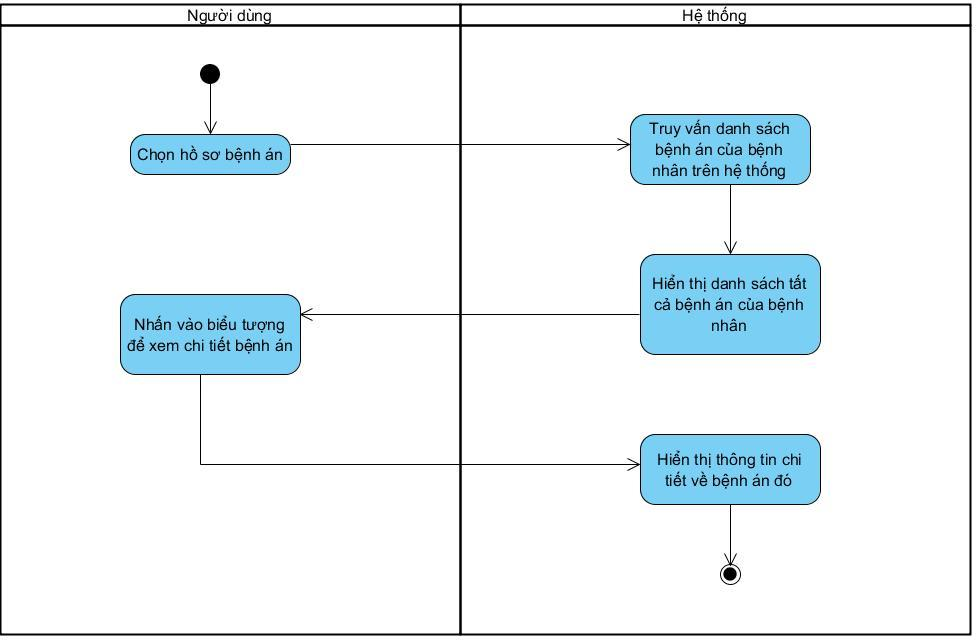 Người dùng
Hệ thống
Chọn hồ sơ bệnh án
Truy vấn danh sách
bệnh án của bệnh
nhân trên hệ thống
Hiển thị danh sách tất
cả bệnh án của bệnh
nhân
Nhấn vào biểu tượng
để xem chi tiết bệnh án
Hiển thị thông tin chi
tiết về bệnh án đó